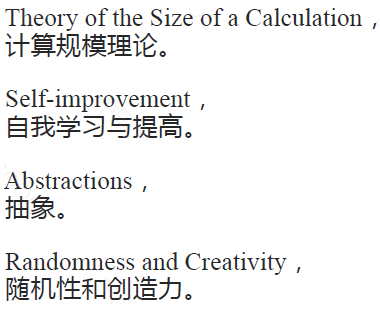 Theory of the Size of a Calculation，
计算规模理论。
Self-improvement，
自我学习与提高。
Abstractions，
抽象。
Randomness and Creativity，
随机性和创造力。